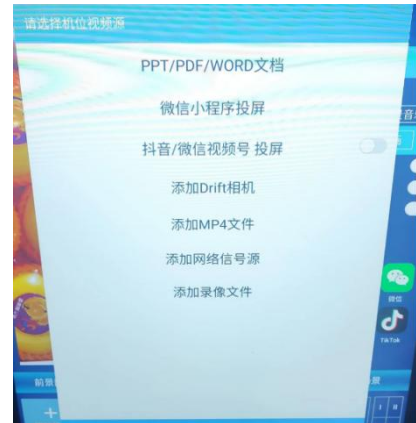 请选择机位视频源
PPT/PDF/WORD文档
微信小程序投屏
抖音/微信视频号 投屏
添加Drift相机
添加MP4文件
添加网络信号源
添加录像文件
微信
TikTok
前景
景